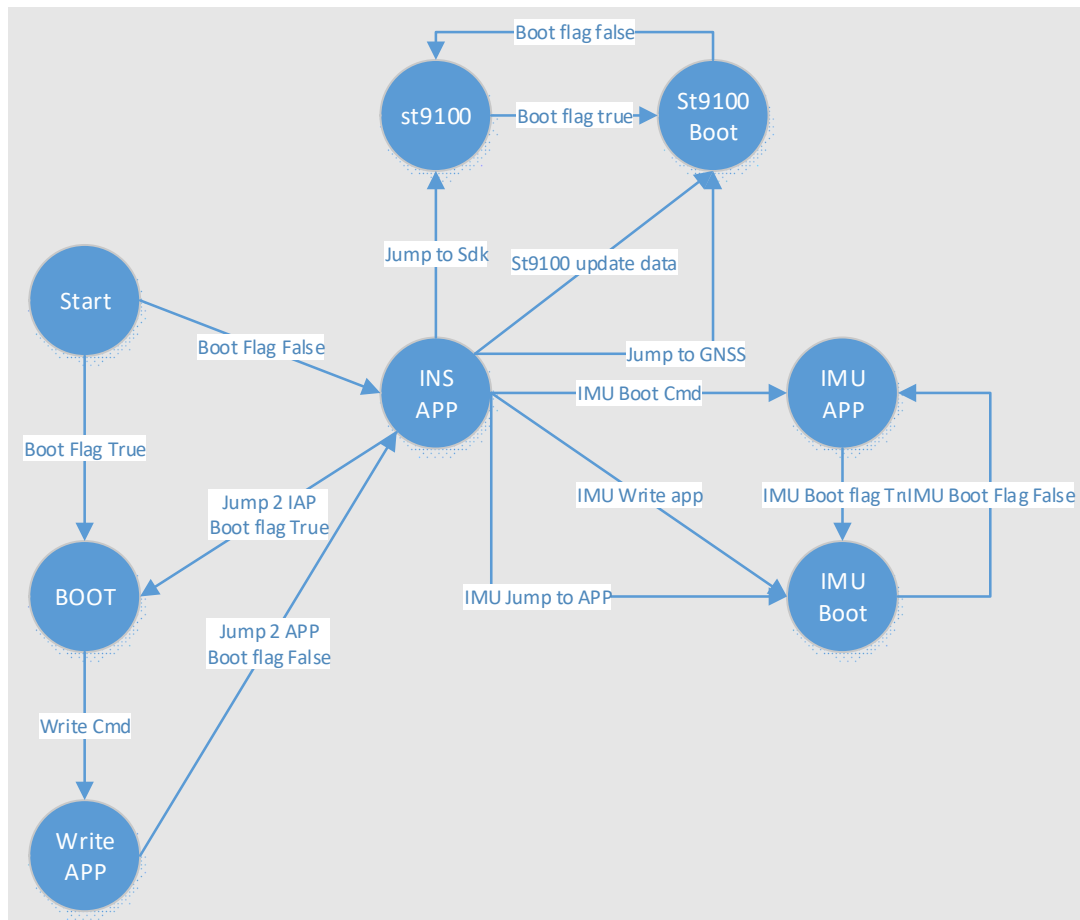 Boot flag false
st9100
Boot flag true
St9100
Boot
Jump to Sdk
St9100 update data
Start
Boot Flag False
Jump to GNSS
INS
APP
IMU Boot Cmd
IMU
APP
Boot Flag True
Jump 2 IAP
Boot flag True
IMU Write app
IMU Boot flag
IMU Boot Flag False
BOOT
IMU Jump to APP
IMU
Boot
Jump 2 APP
Boot flag False
Write Cmd
Write
APP